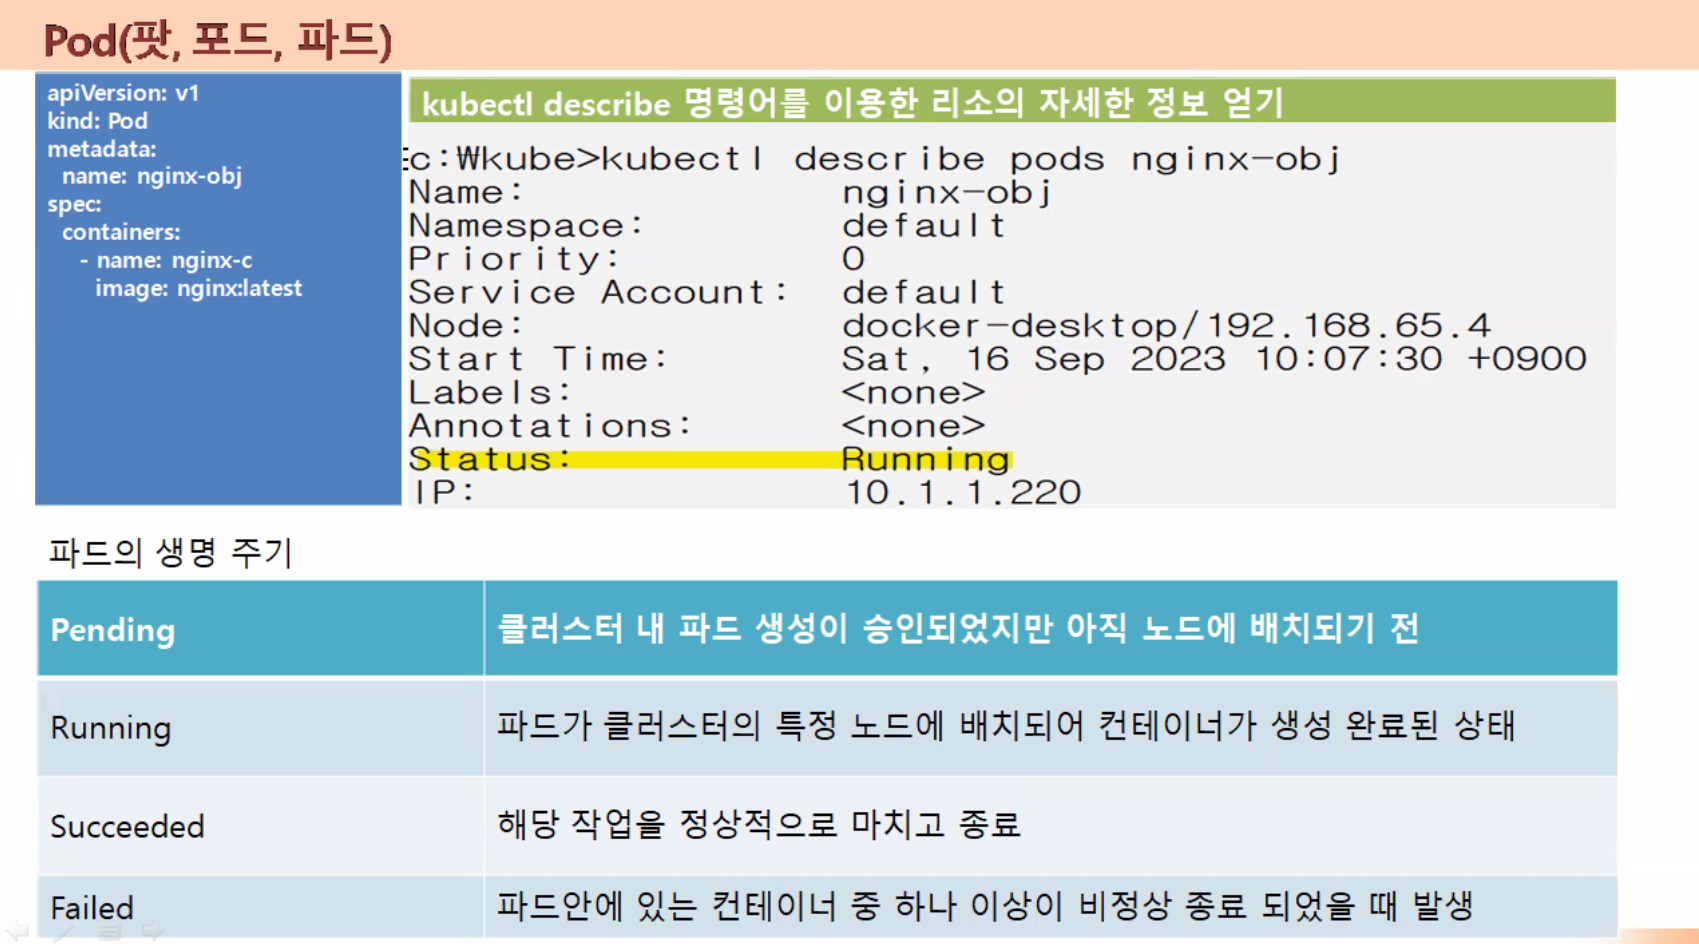 Pod(팟, 포드, 파드)
apiVersion: v1
kind: Pod
metadata:
  name: nginx-obj
spec:
  containers:
    - name: nginx-c
      image: nginx:latest
kubectl describe 명령어를 이용한 리소의 자세한 정보 얻기
c:₩kube>kubectl describe pods nginx-obj
Name: nginx-obj
Namespace: default
Priority: 0
Service Account: default
Node: docker-desktop/192.168.65.4
Start Time: Sat, 16 Sep 2023 10:07:30 +0900
Labels: <none>
Annotations: <none>
Status: Running
IP: 10.1.1.220
파드의 생명 주기
Pending 클러스터 내 파드 생성이 승인되었지만 아직 노드에 배치되기 전
Running 파드가 클러스터의 특정 노드에 배치되어 컨테이너가 생성 완료된 상태
Succeeded 해당 작업을 정상적으로 마치고 종료
Failed 파드안에 있는 컨테이너 중 하나 이상이 비정상 종료 되었을 때 발생